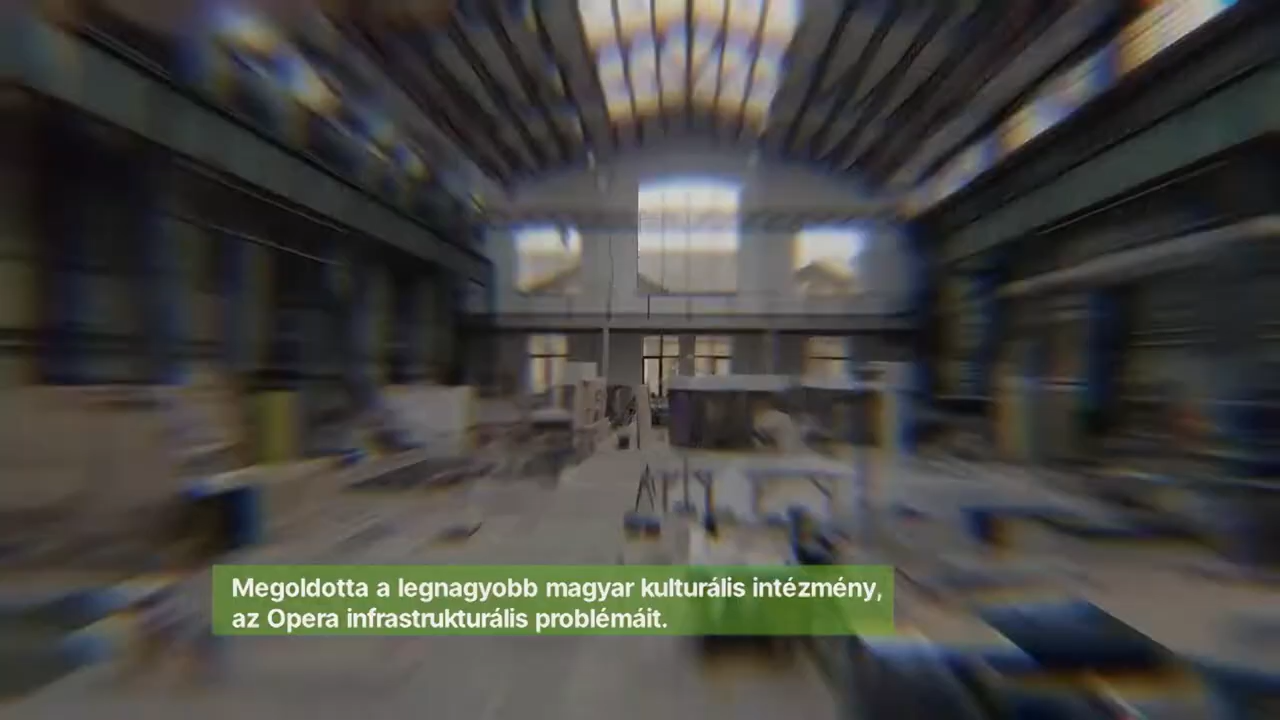 Megoldotta a legnagyobb magyar kulturális intézmény,
az Opera infrastrukturális problémáit.